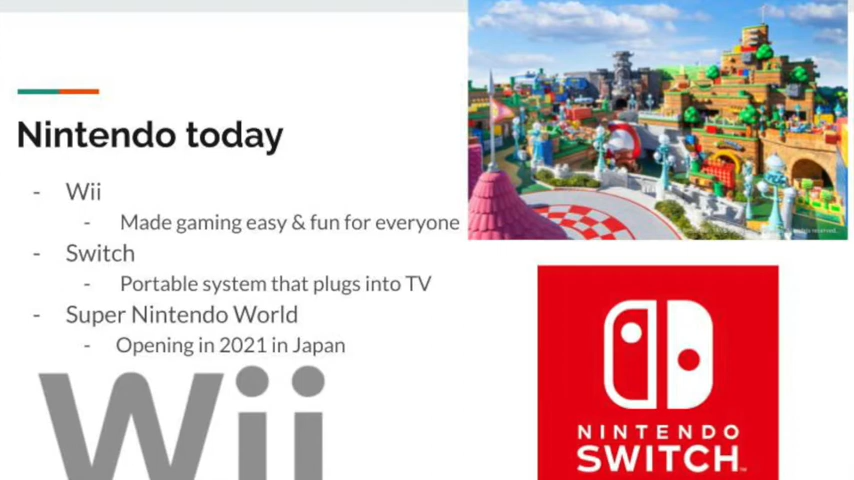 Nintendo today
- Wii
- Made gaming easy & fun for everyone
- Switch
- Portable system that plugs into TV
- Super Nintendo World
- Opening in 2021 in Japan
Wii
NINTENDO
SWITCH